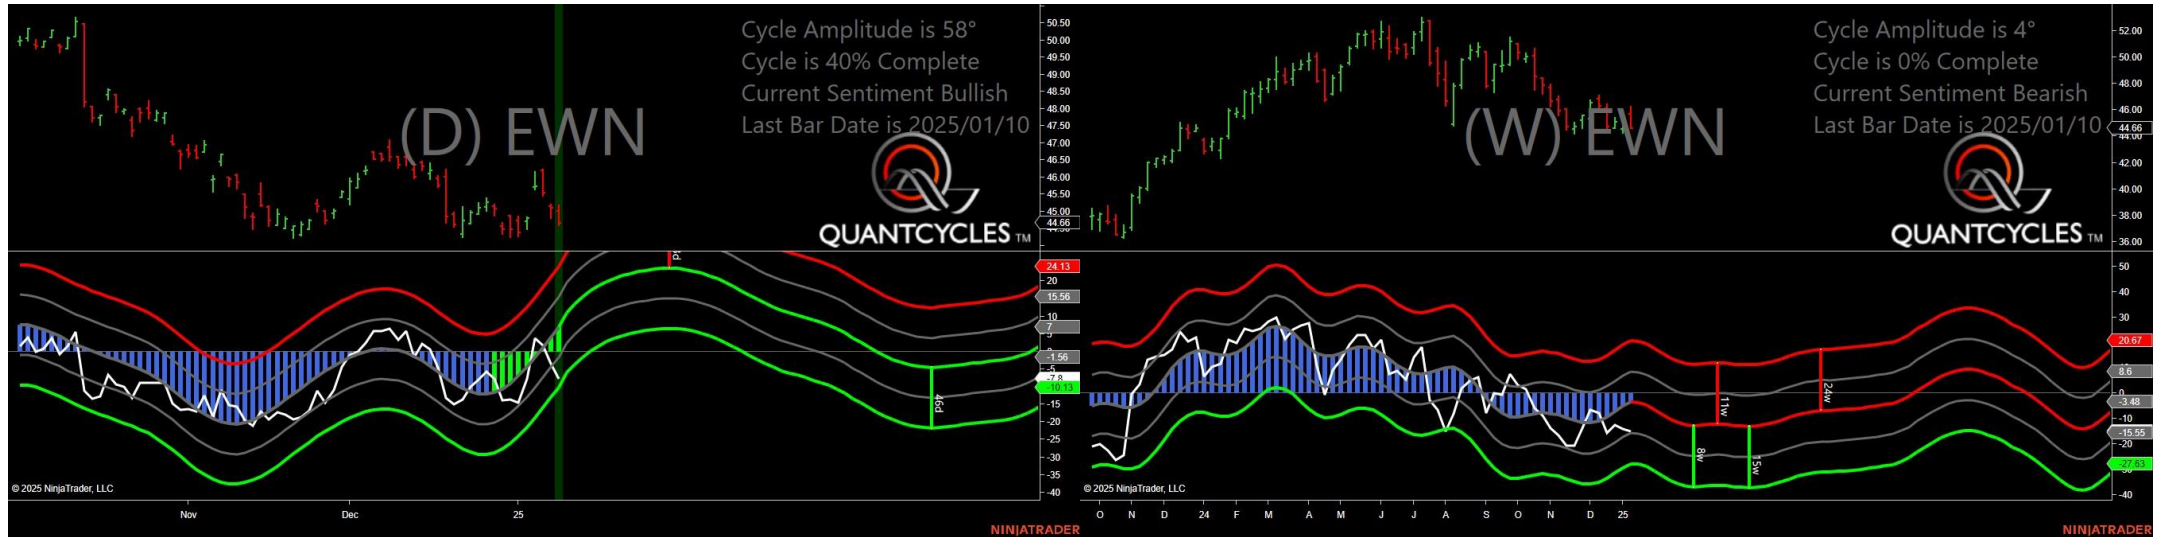 Cycle Amplitude is 58°
Cycle is 40% Complete
Current Sentiment Bullish
Last Bar Date is 2025/01/10
(D) EWN
QUANTCYCLES TM
50.50
50.00
49.50
49.00
48.50
48.00
47.50
47.00
46.50
46.00
45.50
45.00
44.66
24.13
20
15.56
10
7
-1.56
-5
-7.8
-10.13
-15
-20
-25
-30
-35
-40
46d
© 2025 NinjaTrader, LLC
Nov
Dec
25
NINJATRADER
Cycle Amplitude is 4°
Cycle is 0% Complete
Current Sentiment Bearish
Last Bar Date is 2025/01/10
(W) EWN
QUANTCYCLES TM
52.00
50.00
48.00
46.00
44.66
44.00
42.00
40.00
38.00
36.00
50
40
30
20.67
8.6
0
-3.48
-10
-15.55
-20
-27.63
-40
11w
24w
8w
15w
© 2025 NinjaTrader, LLC
O N D 24 F M A M J J A S O N D 25
NINJATRADER